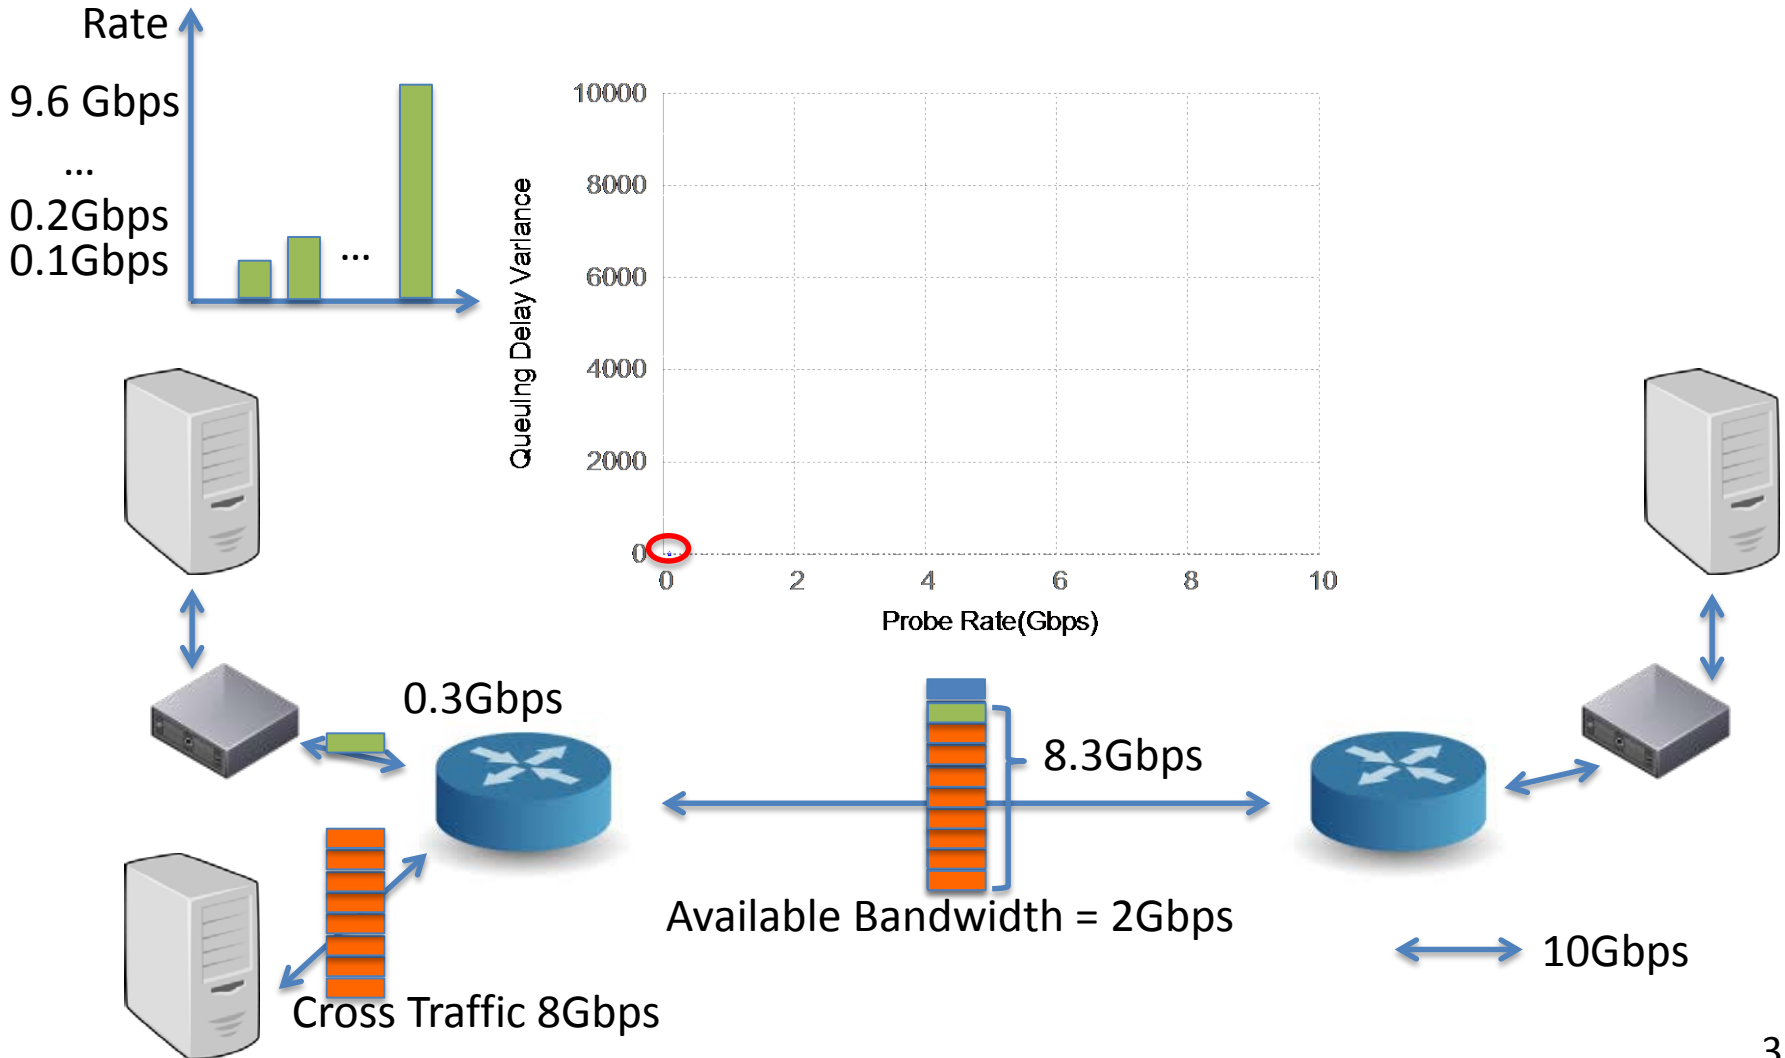 Rate
9.6 Gbps
...
0.2Gbps
0.1Gbps
...
Queuing Delay Variance
10000
8000
6000
4000
2000
0
0 2 4 6 8 10
Probe Rate(Gbps)
0.3Gbps
8.3Gbps
Available Bandwidth = 2Gbps
10Gbps
Cross Traffic 8Gbps
3